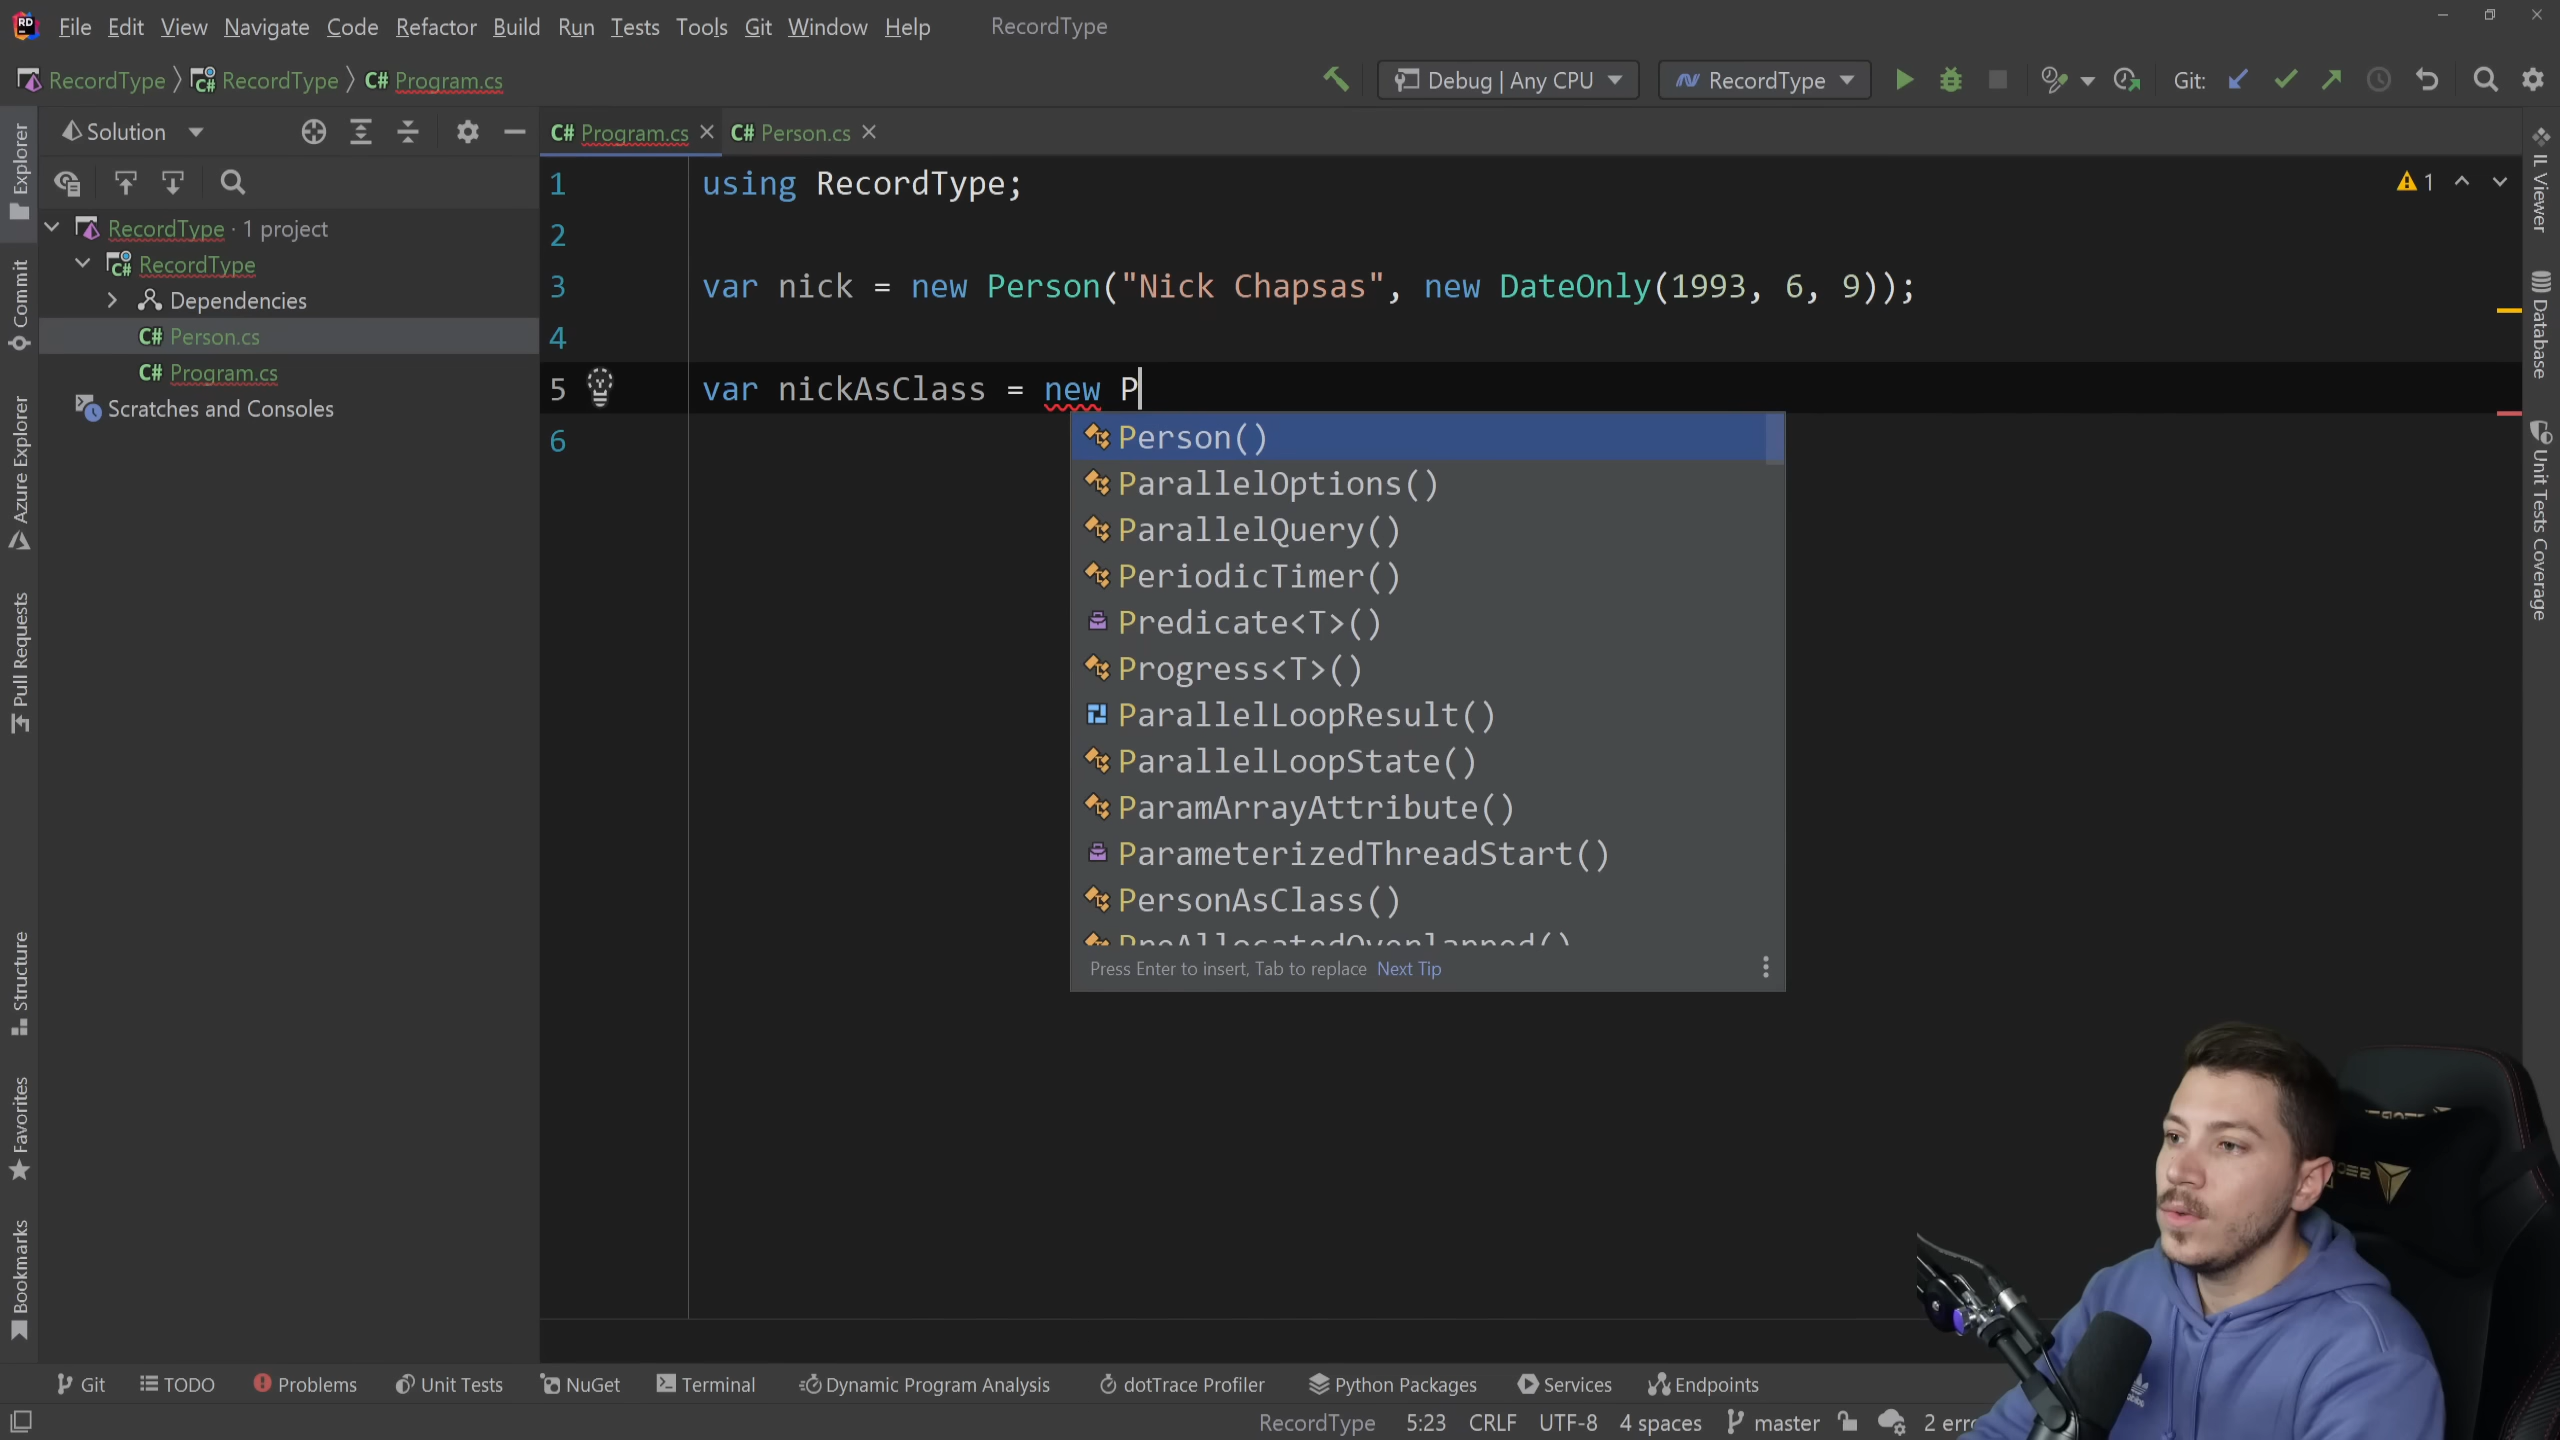 RD File Edit View Navigate Code Refactor Build Run Tests Tools Git Window Help RecordType
RecordType 〉 RecordType 〉 C# Program.cs
Debug | Any CPU RecordType Git:
Explorer
Commit
Azure Explorer
Pull Requests
Structure
Favorites
Bookmarks
Solution
RecordType · 1 project
C# RecordType
Dependencies
C# Person.cs
C# Program.cs
Scratches and Consoles
C# Program.cs C# Person.cs
1 using RecordType;
2
3 var nick = new Person("Nick Chapsas", new DateOnly(1993, 6, 9));
4
5 var nickAsClass = new P
6
1
Person()
ParallelOptions()
ParallelQuery()
PeriodicTimer()
Predicate<T>()
Progress<T>()
ParallelLoopResult()
ParallelLoopState()
ParamArrayAttribute()
ParameterizedThreadStart()
PersonAsClass()
PreAllocatedOverlapped()
Press Enter to insert, Tab to replace Next Tip
IL Viewer
Database
Unit Tests Coverage
Git TODO Problems Unit Tests NuGet Terminal Dynamic Program Analysis dotTrace Profiler Python Packages Services Endpoints
RecordType 5:23 CRLF UTF-8 4 spaces master 2 erro